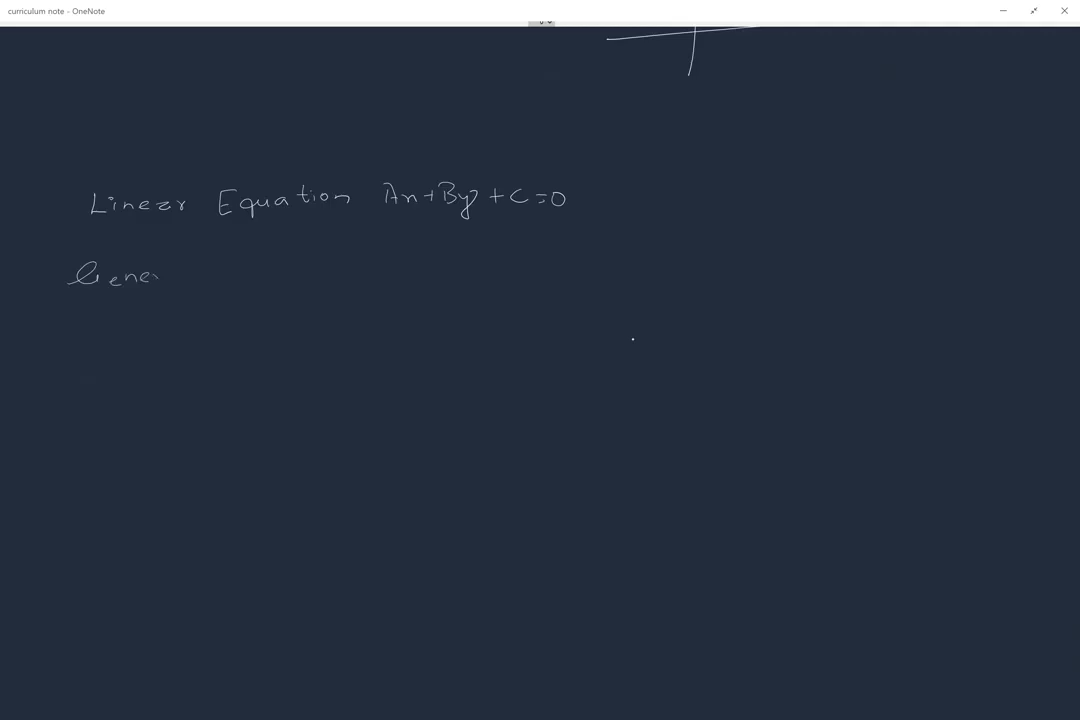 curriculum note - OneNote
Linear Equation Ax+By+C=0
Gener